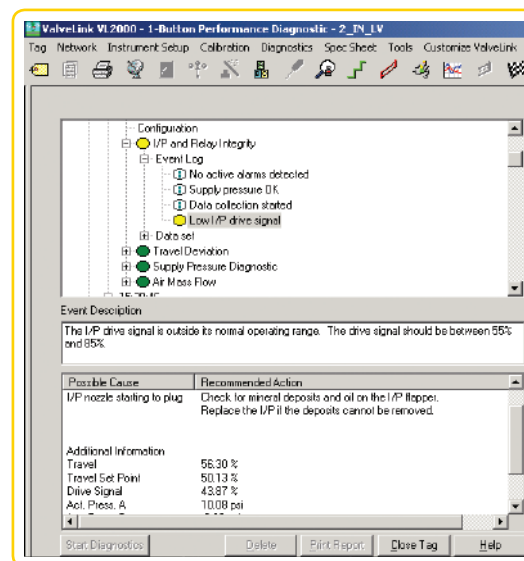 ValveLink VL2000 - 1-Button Performance Diagnostic - 2_IN_LV
Tag Network Instrument Setup Calibration Diagnostics Spec Sheet Tools Customize ValveLink
Configuration
I/P and Relay Integrity
Event Log
No active alarms detected
Supply pressure OK
Data collection started
Low I/P drive signal
Data set
Travel Deviation
Supply Pressure Diagnostic
Air Mass Flow
Event Description
The I/P drive signal is outside its normal operating range. The drive signal should be between 55%
and 85%.
Possible Cause Recommended Action
I/P nozzle starting to plug Check for mineral deposits and oil on the I/P flapper.
Replace the I/P if the deposits cannot be removed.
Additional Information
Travel 56.30 %
Travel Set Point 50.13 %
Drive Signal 43.87 %
Act. Press. A 10.08 psi
Start Diagnostics Delete Print Report Close Tag Help